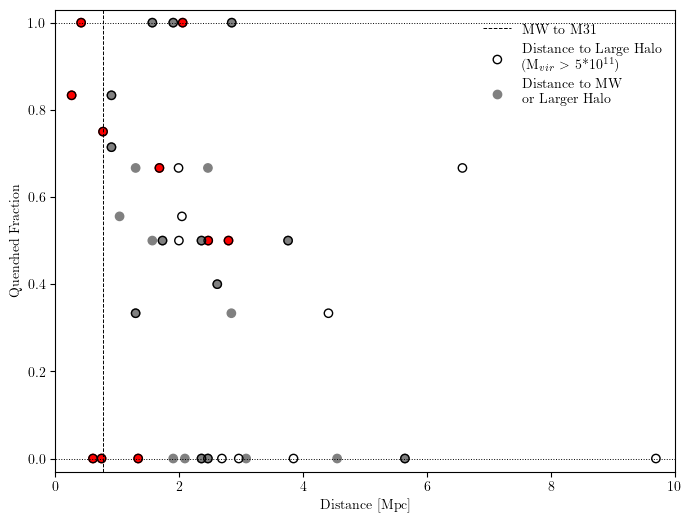 1.0
0.8
0.6
0.4
0.2
0.0
Quenched Fraction
MW to M31
Distance to Large Halo
(M_{vir} > 5*10^{11})
Distance to MW
or Larger Halo
0 2 4 6 8 10
Distance [Mpc]